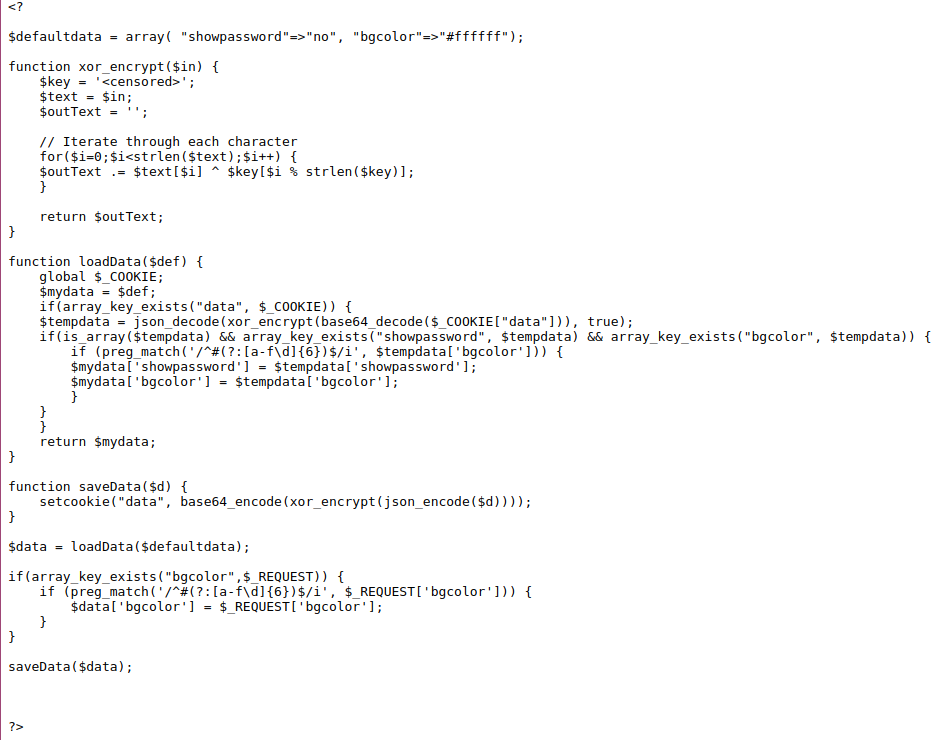 <?
$defaultdata = array( "showpassword"=>"no", "bgcolor"=>"#ffffff");
function xor_encrypt($in) {
    $key = '<censored>';
    $text = $in;
    $outText = '';
    // Iterate through each character
    for($i=0;$i<strlen($text);$i++) {
    $outText .= $text[$i] ^ $key[$i % strlen($key)];
    }
    return $outText;
}
function loadData($def) {
    global $_COOKIE;
    $mydata = $def;
    if(array_key_exists("data", $_COOKIE)) {
    $tempdata = json_decode(xor_encrypt(base64_decode($_COOKIE["data"])), true);
    if(is_array($tempdata) && array_key_exists("showpassword", $tempdata) && array_key_exists("bgcolor", $tempdata)) {
        if (preg_match('/^#(?:[a-f\d]{6})$/i', $tempdata['bgcolor'])) {
        $mydata['showpassword'] = $tempdata['showpassword'];
        $mydata['bgcolor'] = $tempdata['bgcolor'];
        }
    }
    }
    return $mydata;
}
function saveData($d) {
    setcookie("data", base64_encode(xor_encrypt(json_encode($d))));
}
$data = loadData($defaultdata);
if(array_key_exists("bgcolor",$_REQUEST)) {
    if (preg_match('/^#(?:[a-f\d]{6})$/i', $_REQUEST['bgcolor'])) {
        $data['bgcolor'] = $_REQUEST['bgcolor'];
    }
}
saveData($data);
?>